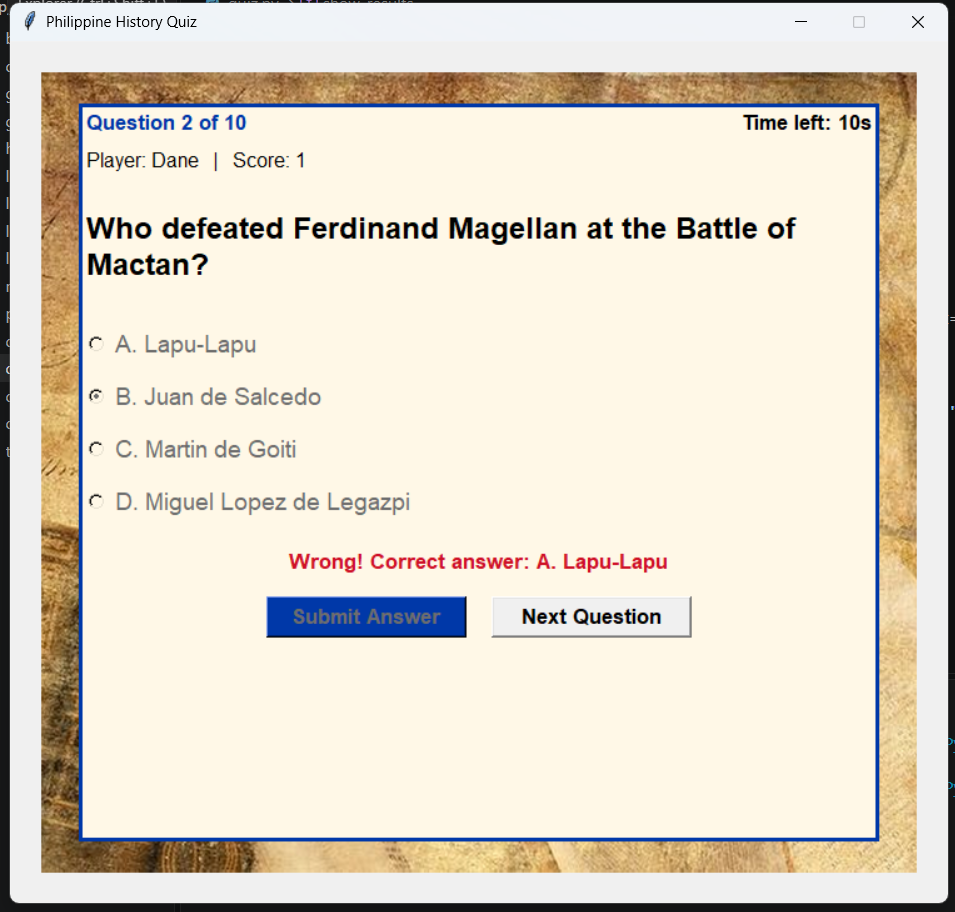 Philippine History Quiz
Question 2 of 10
Time left: 10s
Player: Dane | Score: 1
Who defeated Ferdinand Magellan at the Battle of
Mactan?
A. Lapu-Lapu
B. Juan de Salcedo
C. Martin de Goiti
D. Miguel Lopez de Legazpi
Wrong! Correct answer: A. Lapu-Lapu
Submit Answer
Next Question